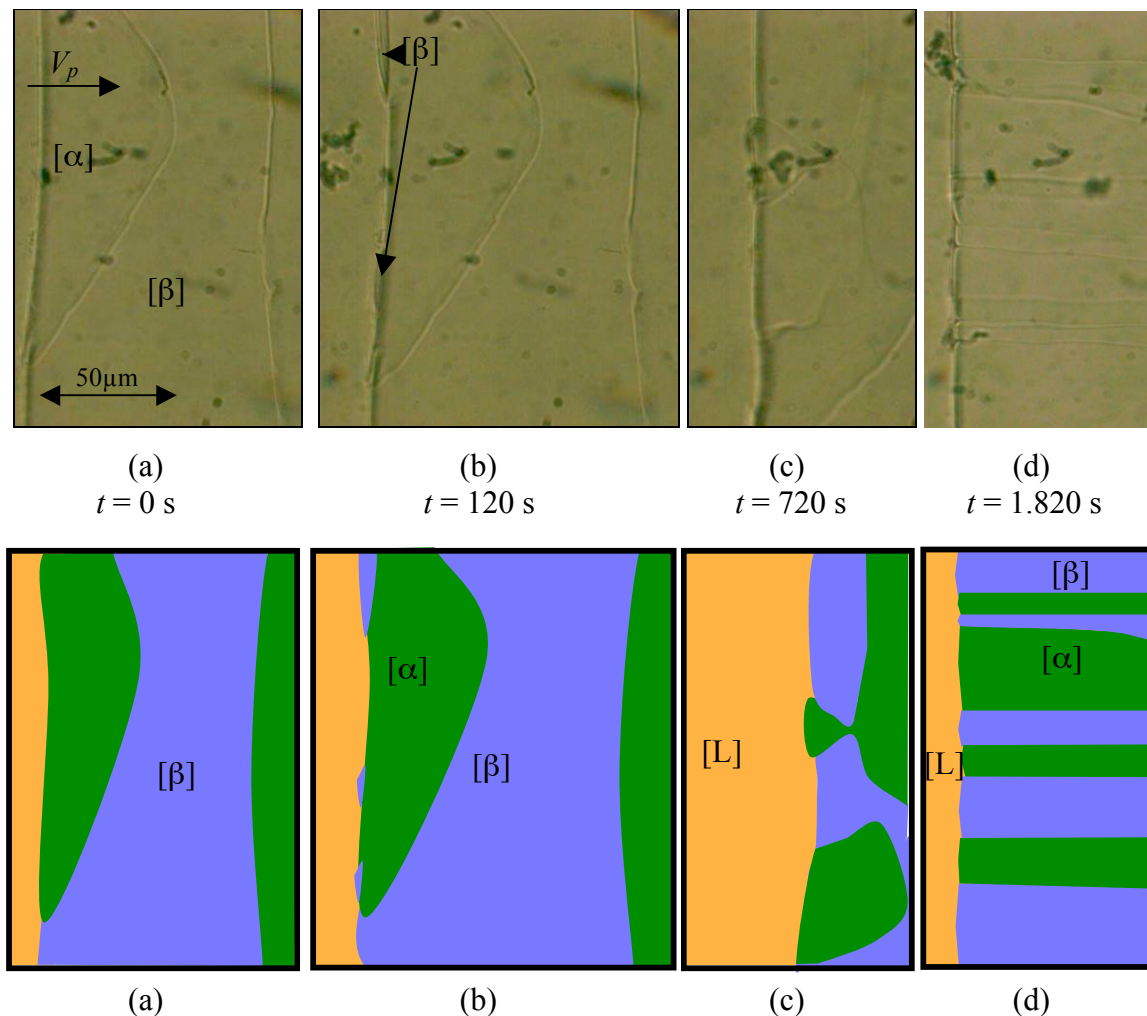 V_p
[β]
[α]
[β]
50µm
(a) (b) (c) (d)
t = 0 s t = 120 s t = 720 s t = 1.820 s
[β]
[α]
[α]
[β] [β] [L] [L]
(a) (b) (c) (d)